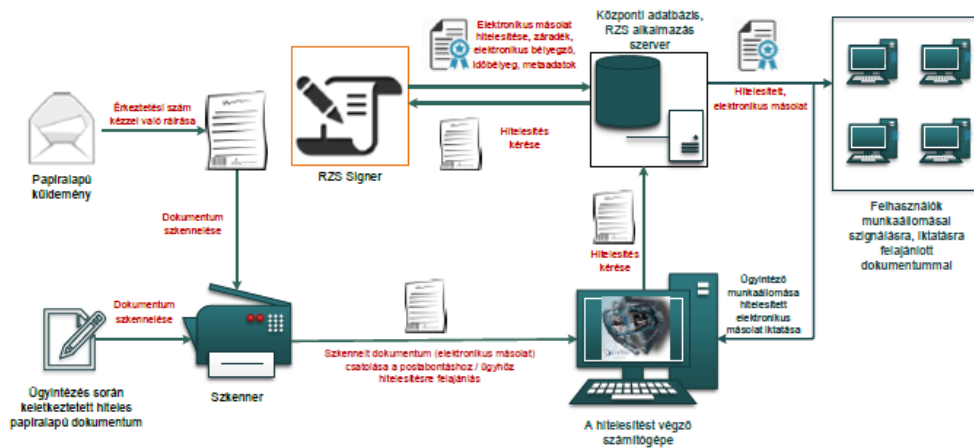 Elektronikus másolat
hitelesítése, záradék,
elektronikus bélyegző,
időbélyeg, metaadatok
Központi adatbázis,
RZS alkalmazás
szerver
Érkeztetési szám
kézzel való ráírása
Hitelesített,
elektronikus másolat
Hitelesítés
kérése
Papíralapú
küldemény
RZS Signer
Dokumentum
szkennelése
Felhasználók
munkaállomásai
szignálásra, iktatásra
felajánlott
dokumentummal
Hitelesítés
kérése
Ügyintéző
munkaállomása
hitelesített
elektronikus
másolat iktatása
Dokumentum
szkennelése
Szkennelt dokumentum (elektronikus másolat)
csatolása a postabontáshoz / ügyhöz
hitelesítésre felajánlás
Ügyintézés során
keletkeztetett hiteles
papíralapú dokumentum
Szkenner
A hitelesítést végző
számítógépe